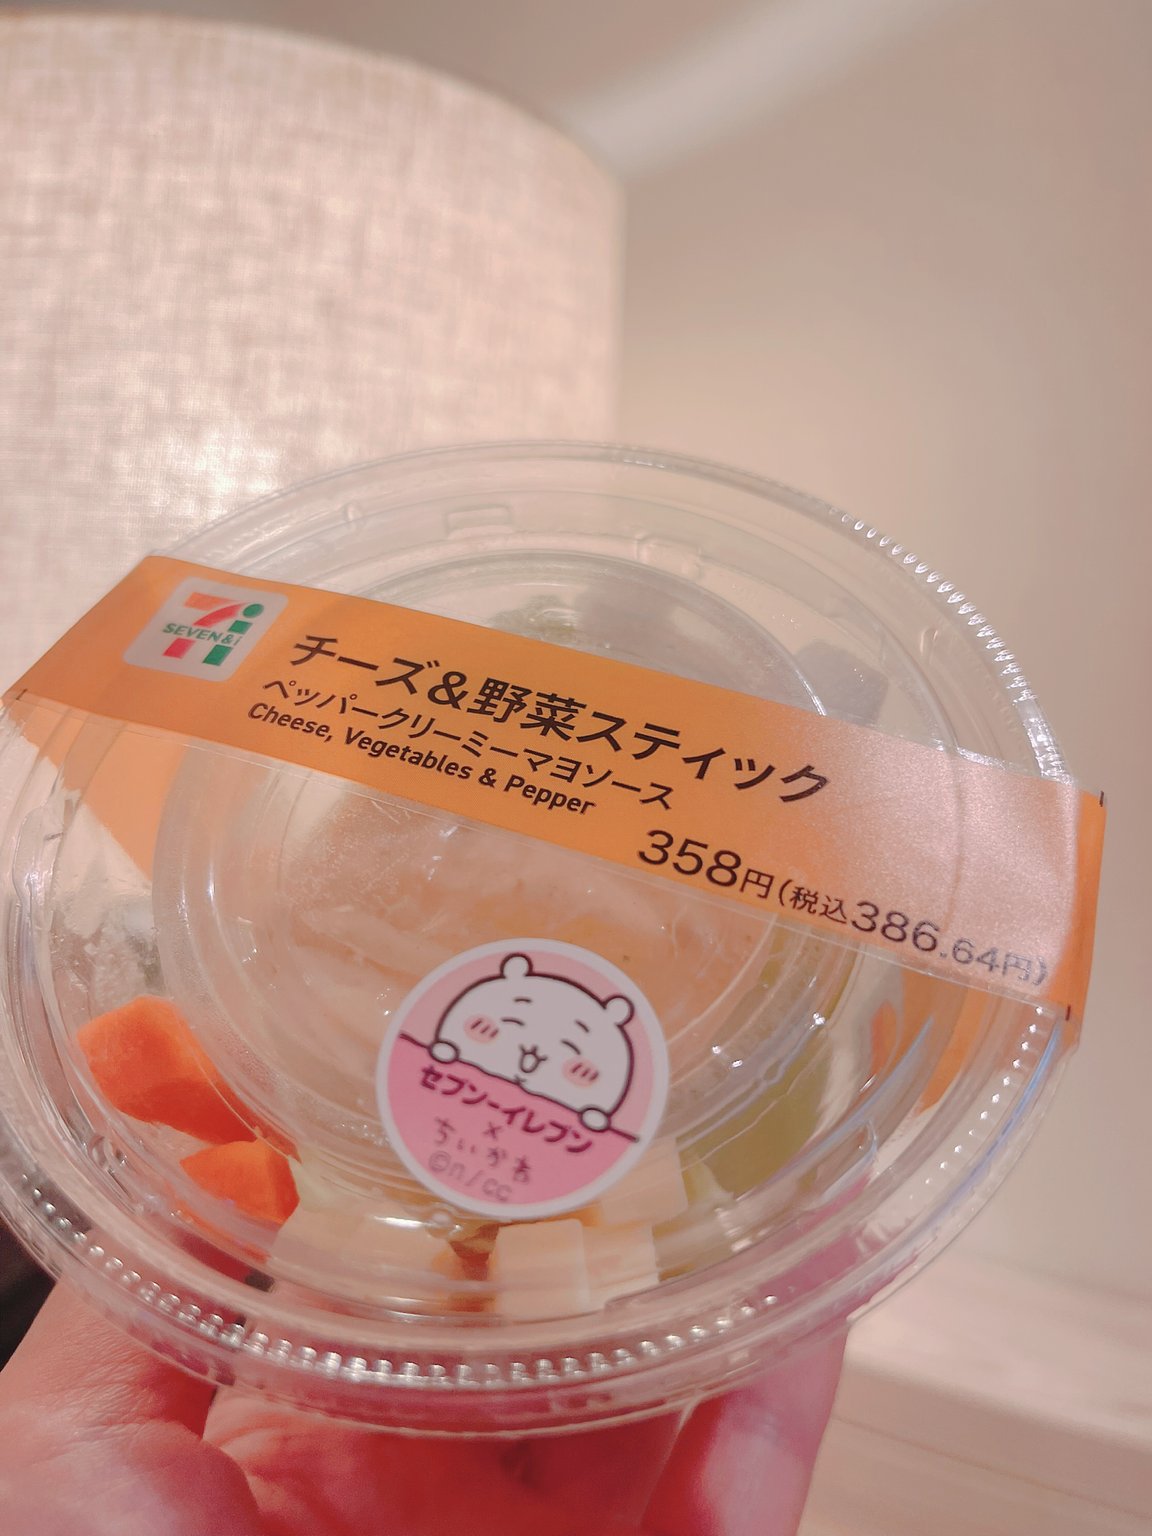 SEVEN&i
チーズ&野菜スティック
ペッパークリーミーマヨソース
Cheese, Vegetables & Pepper
358円(税込386.64円)
セブン-イレブン
×
ちいかわ
©n/cc